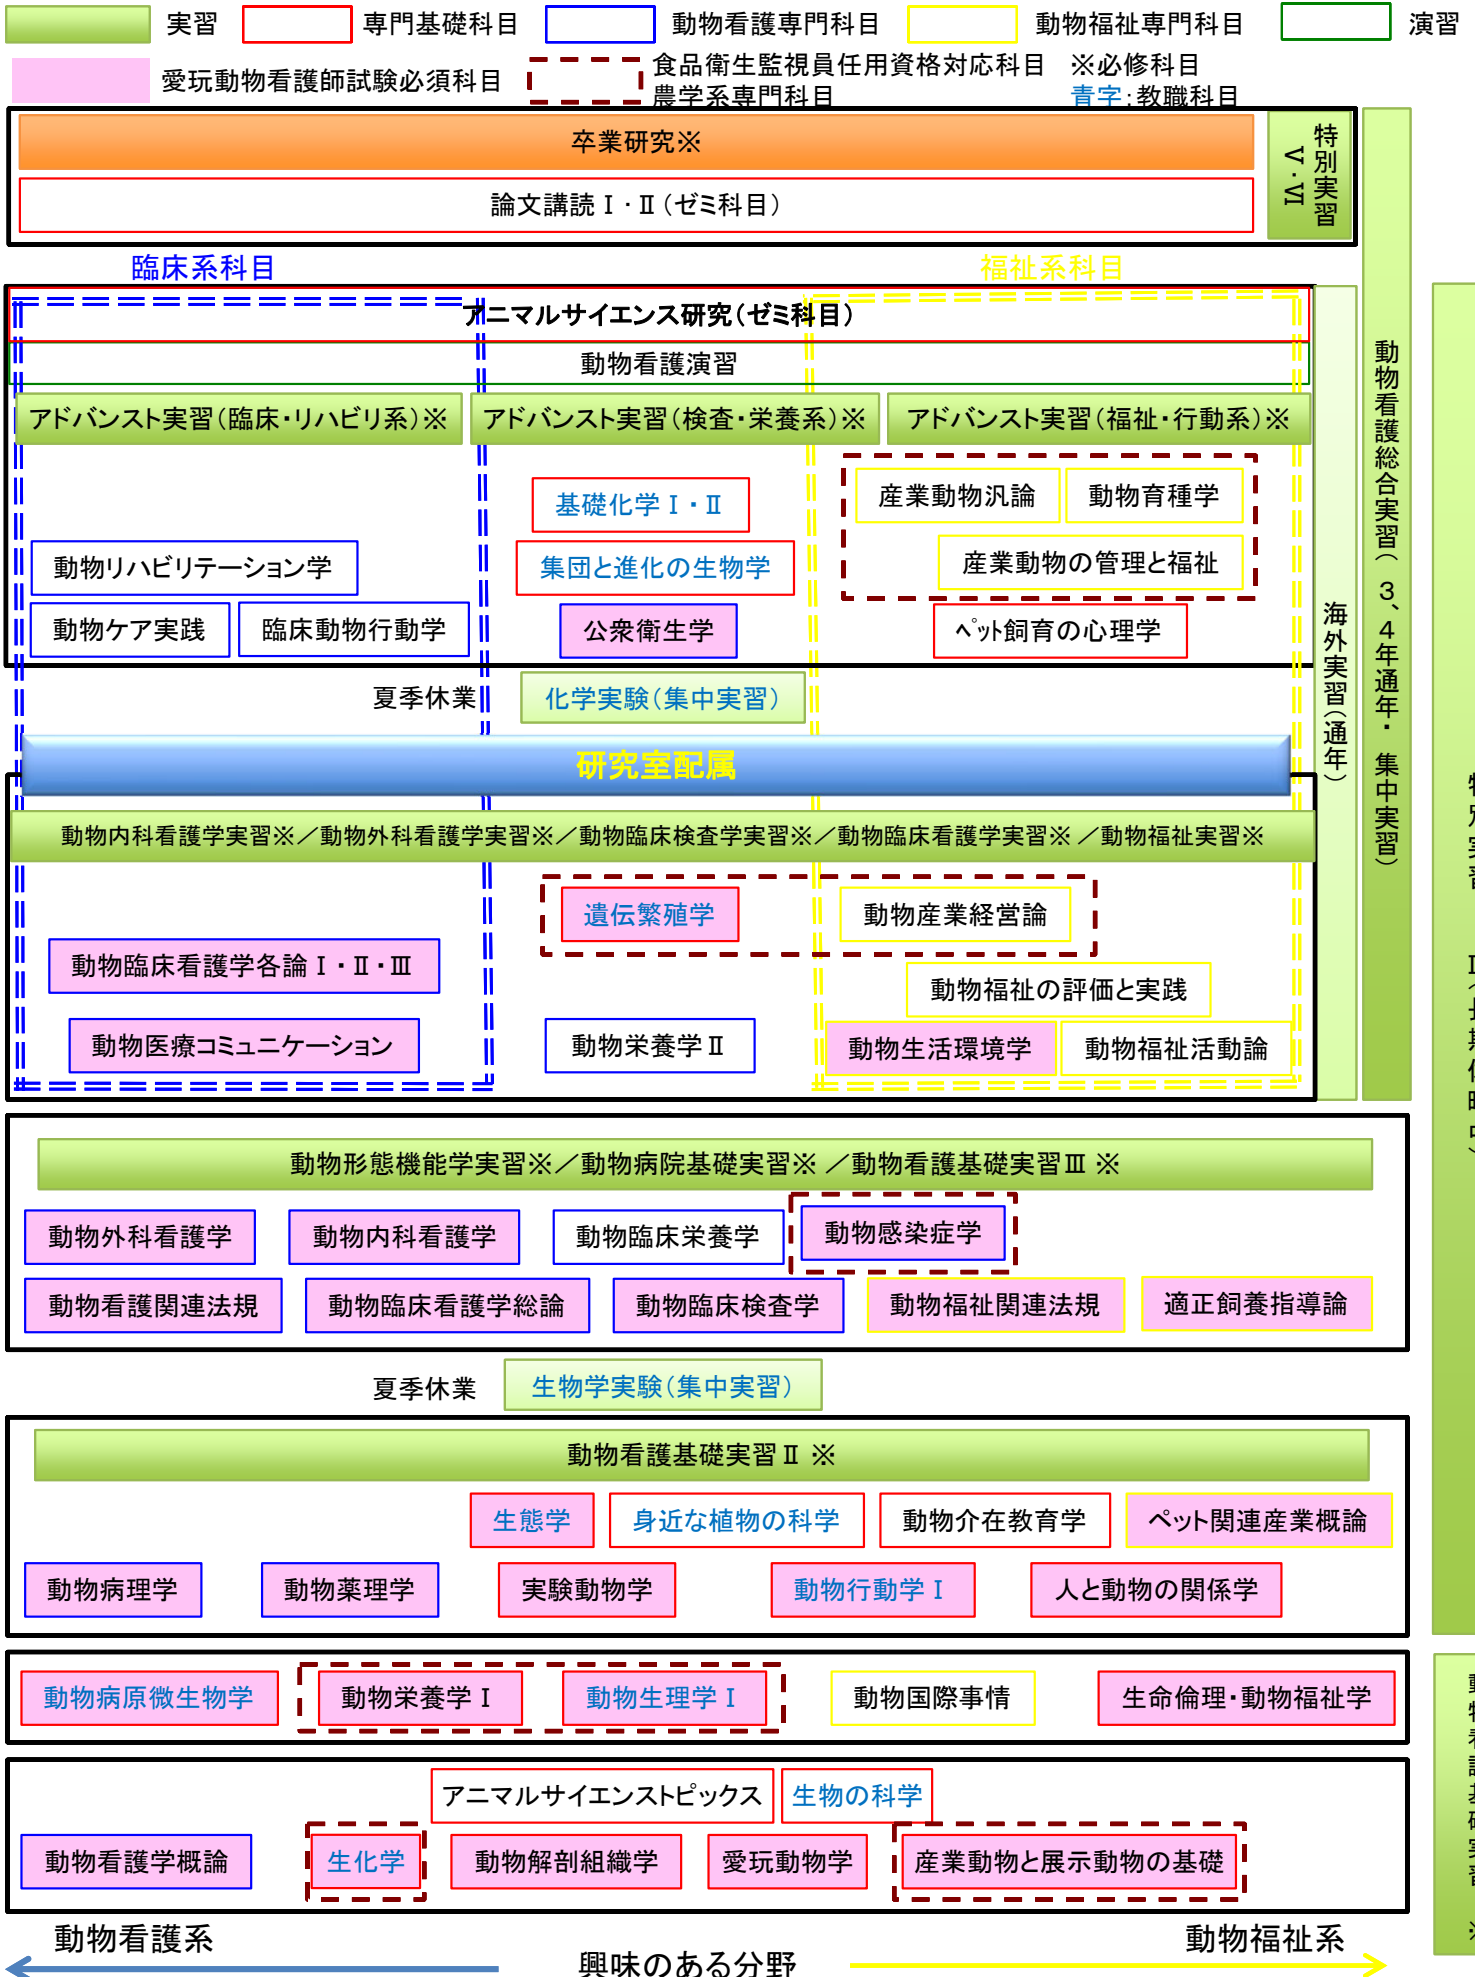 実習
専門基礎科目
動物看護専門科目
動物福祉専門科目
演習
愛玩動物看護師試験必須科目
食品衛生監視員任用資格対応科目
農学系専門科目
※必修科目
青字：教職科目
卒業研究※
論文講読Ⅰ・Ⅱ（ゼミ科目）
特別実習
Ⅴ・Ⅵ
臨床系科目
福祉系科目
アニマルサイエンス研究（ゼミ科目）
動物看護演習
アドバンスト実習（臨床・リハビリ系）※
アドバンスト実習（検査・栄養系）※
アドバンスト実習（福祉・行動系）※
基礎化学Ⅰ・Ⅱ
産業動物汎論
動物育種学
動物リハビリテーション学
集団と進化の生物学
産業動物の管理と福祉
動物ケア実践
臨床動物行動学
公衆衛生学
ペット飼育の心理学
夏季休業
化学実験（集中実習）
海外実習（通年）
動物看護総合実習（３、４年通年・集中実習）
研究室配属
動物内科看護学実習※／動物外科看護学実習※／動物臨床検査学実習※／動物臨床看護学実習※／動物福祉実習※
遺伝繁殖学
動物産業経営論
動物臨床看護学各論Ⅰ・Ⅱ・Ⅲ
動物福祉の評価と実践
動物医療コミュニケーション
動物栄養学Ⅱ
動物生活環境学
動物福祉活動論
動物形態機能学実習※／動物病院基礎実習※／動物看護基礎実習Ⅲ※
動物外科看護学
動物内科看護学
動物臨床栄養学
動物感染症学
動物看護関連法規
動物臨床看護学総論
動物臨床検査学
動物福祉関連法規
適正飼養指導論
夏季休業
生物学実験（集中実習）
動物看護基礎実習Ⅱ※
生態学
身近な植物の科学
動物介在教育学
ペット関連産業概論
動物病理学
動物薬理学
実験動物学
動物行動学Ⅰ
人と動物の関係学
動物病原微生物学
動物栄養学Ⅰ
動物生理学Ⅰ
動物国際事情
生命倫理・動物福祉学
アニマルサイエンストピックス
生物の科学
動物看護学概論
生化学
動物解剖組織学
愛玩動物学
産業動物と展示動物の基礎
動物看護系
興味のある分野
動物福祉系